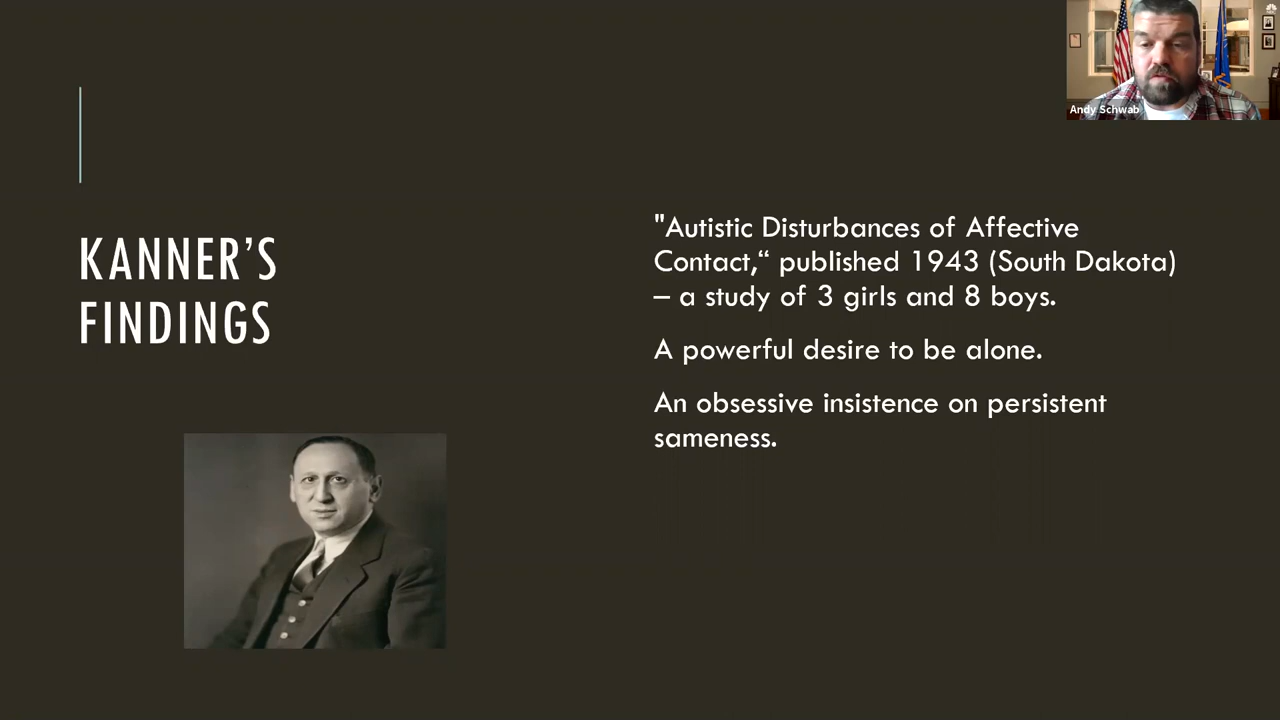 Andy Schwab
KANNER’S
FINDINGS
"Autistic Disturbances of Affective
Contact,“ published 1943 (South Dakota)
– a study of 3 girls and 8 boys.
A powerful desire to be alone.
An obsessive insistence on persistent
sameness.